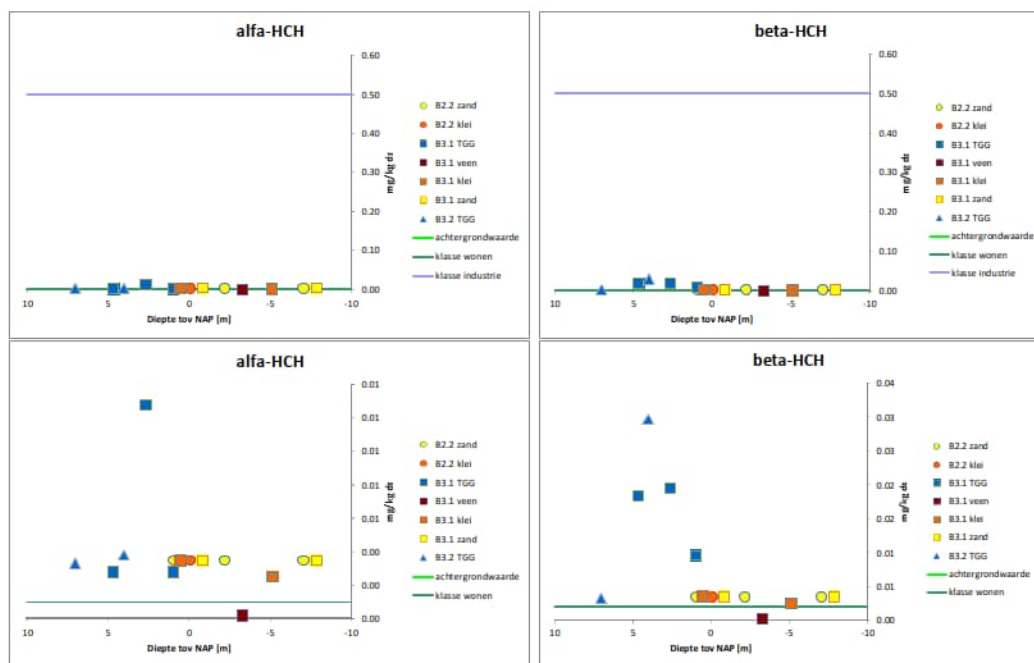 alfa-HCH
0.60
0.50
0.40
0.30
0.20
0.10
0.00
mg/kg ds
10
5
0
-5
-10
Diepte tov NAP [m]
B2.2 zand
B2.2 klei
B3.1 TGG
B3.1 veen
B3.1 klei
B3.1 zand
B3.2 TGG
achtergrondwaarde
klasse wonen
klasse industrie
beta-HCH
0.60
0.50
0.40
0.30
0.20
0.10
0.00
mg/kg ds
10
5
0
-5
-10
Diepte tov NAP [m]
B2.2 zand
B2.2 klei
B3.1 TGG
B3.1 veen
B3.1 klei
B3.1 zand
B3.2 TGG
achtergrondwaarde
klasse wonen
klasse industrie
alfa-HCH
0.01
0.01
0.01
0.01
0.01
0.00
0.00
0.00
mg/kg ds
10
5
0
-5
-10
Diepte tov NAP [m]
B2.2 zand
B2.2 klei
B3.1 TGG
B3.1 veen
B3.1 klei
B3.1 zand
B3.2 TGG
achtergrondwaarde
klasse wonen
beta-HCH
0.04
0.03
0.03
0.02
0.02
0.01
0.01
0.00
mg/kg ds
10
5
0
-5
-10
Diepte tov NAP [m]
B2.2 zand
B2.2 klei
B3.1 TGG
B3.1 veen
B3.1 klei
B3.1 zand
B3.2 TGG
achtergrondwaarde
klasse wonen